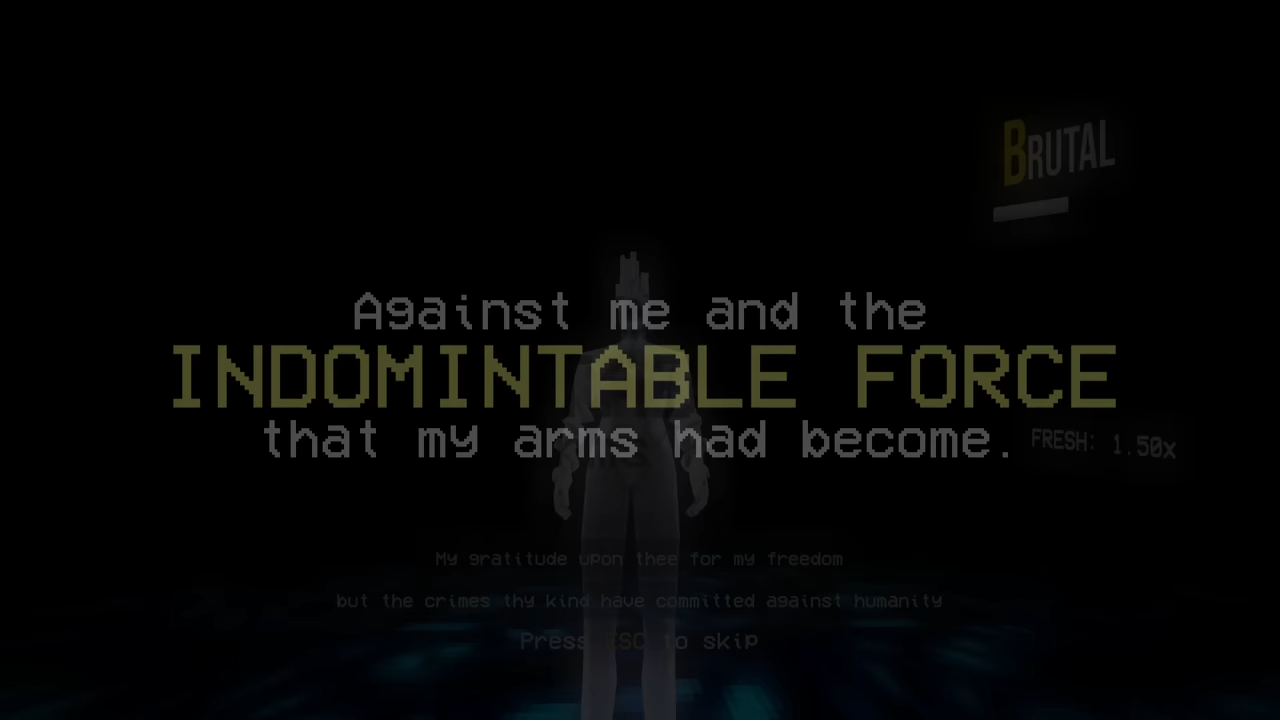 BRUTAL
Against me and the
INDOMINTABLE FORCE
that my arms had become.
FRESH: 1.50x
My gratitude upon thee for my freedom
but the crimes thy kind have committed against humanity
Press ESC to skip